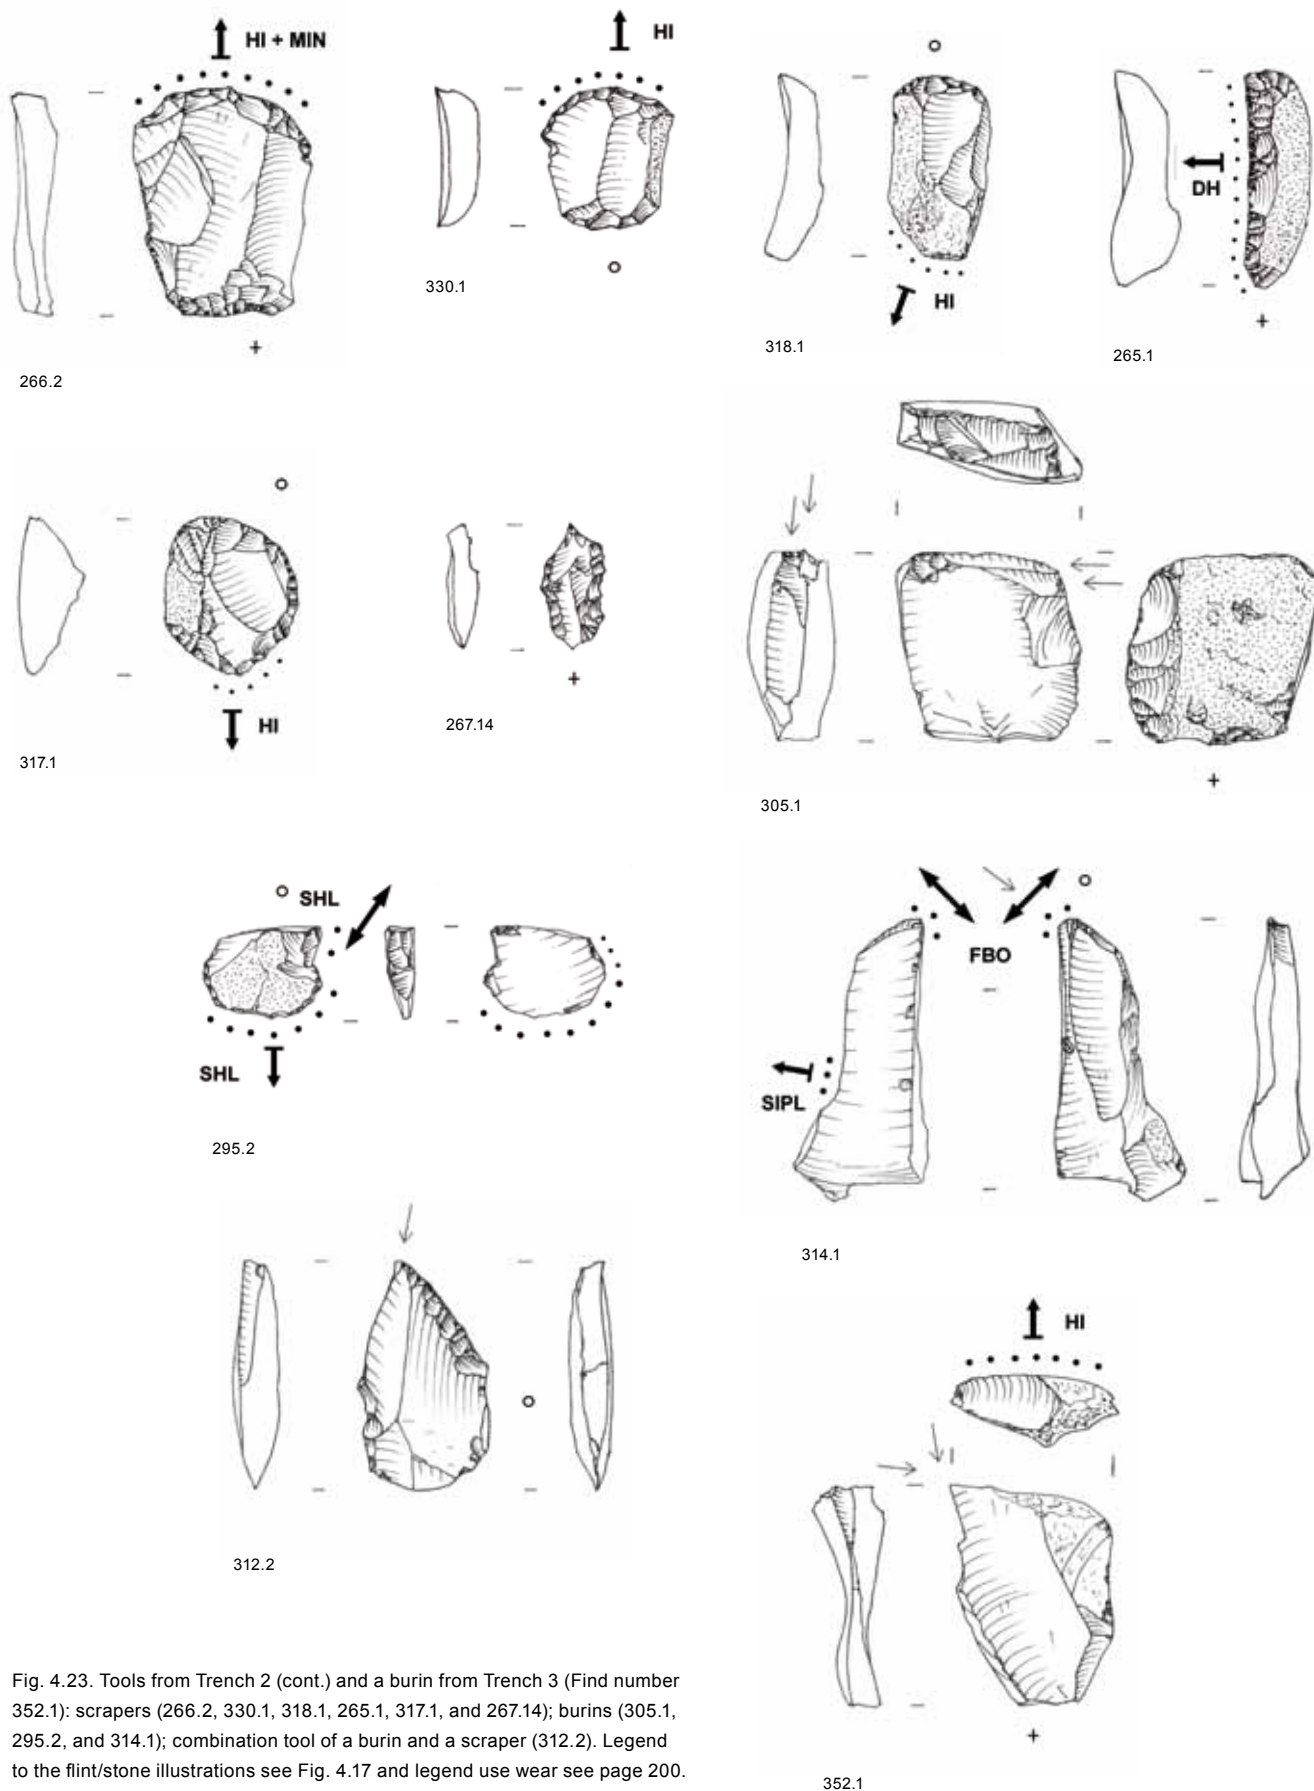 HI + MIN
HI
DH
HI
266.2
330.1
318.1
265.1
HI
317.1
267.14
305.1
SHL
SHL
295.2
FBO
SIPL
314.1
312.2
HI
352.1
Fig. 4.23. Tools from Trench 2 (cont.) and a burin from Trench 3 (Find number
352.1): scrapers (266.2, 330.1, 318.1, 265.1, 317.1, and 267.14); burins (305.1,
295.2, and 314.1); combination tool of a burin and a scraper (312.2). Legend
to the flint/stone illustrations see Fig. 4.17 and legend use wear see page 200.